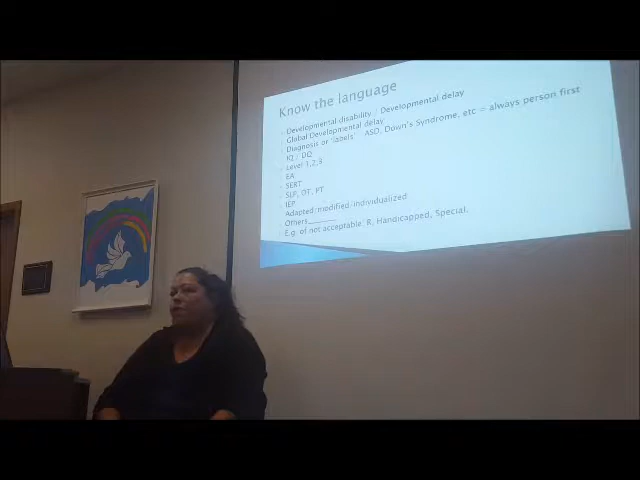 Know the language
Developmental disability / Developmental delay
Global Developmental delay
Diagnosis or 'labels' ASD, Down's Syndrome, etc = always person first
IQ / DQ
Level 1,2,3
EA
SERT
SLP, OT, PT
IEP
Adapted/modified/individualized
Others______
E.g. of not acceptable: R, Handicapped, Special,